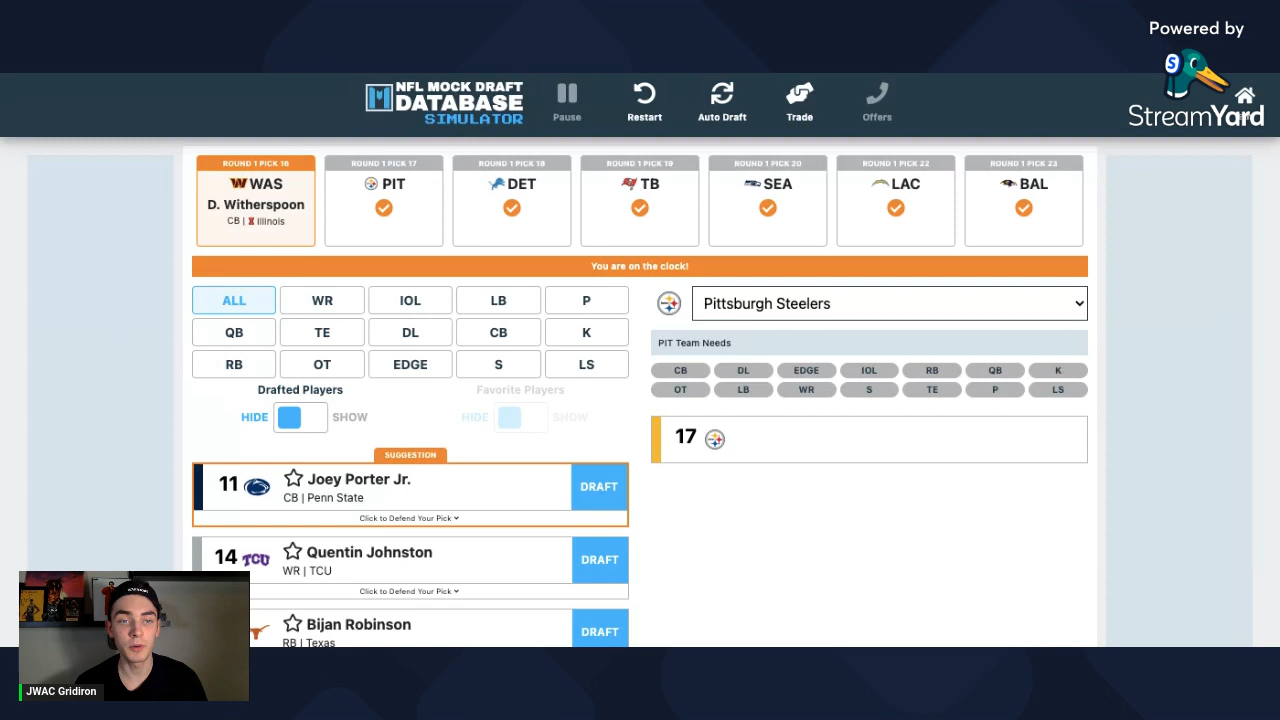 Powered by
StreamYard
NFL MOCK DRAFT
DATABASE
SIMULATOR
Pause
Restart
Auto Draft
Trade
Offers
ROUND 1 PICK 16
WAS
D. Witherspoon
CB | Illinois
ROUND 1 PICK 17
PIT
ROUND 1 PICK 18
DET
ROUND 1 PICK 19
TB
ROUND 1 PICK 20
SEA
ROUND 1 PICK 22
LAC
ROUND 1 PICK 23
BAL
You are on the clock!
ALL
WR
IOL
LB
P
QB
TE
DL
CB
K
RB
OT
EDGE
S
LS
Drafted Players
HIDE
SHOW
Favorite Players
HIDE
SHOW
Pittsburgh Steelers
PIT Team Needs
CB
DL
EDGE
IOL
RB
QB
K
OT
LB
WR
S
TE
P
LS
17
SUGGESTION
11
Joey Porter Jr.
CB | Penn State
DRAFT
Click to Defend Your Pick
14
TCU
Quentin Johnston
WR | TCU
DRAFT
Click to Defend Your Pick
Bijan Robinson
RB | Texas
DRAFT
JWAC Gridiron